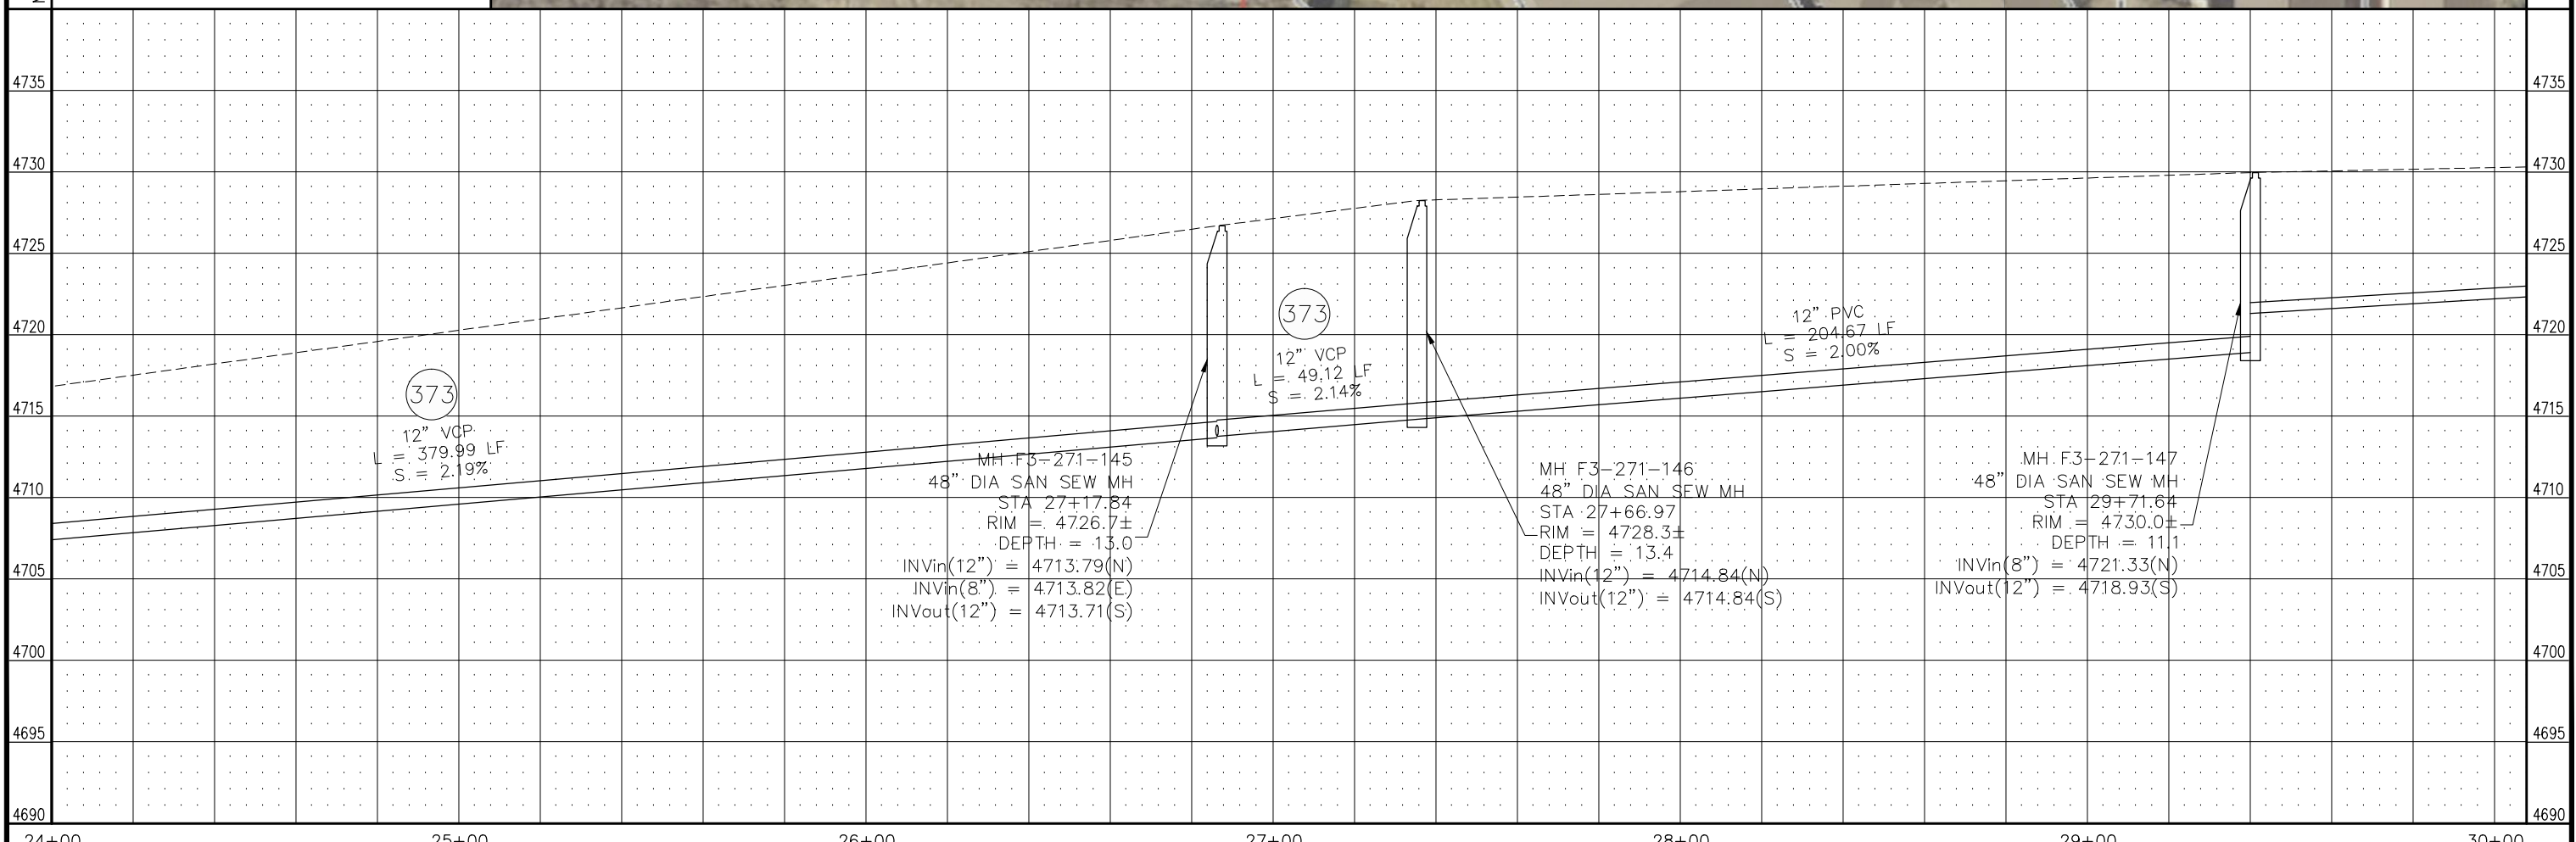 4735
4730
4725
4720
4715
4710
4705
4700
4695
4690
373
12" VCP
L = 379.99 LF
S = 2.19%
MH F3-271-145
48" DIA SAN SEW MH
STA 27+17.84
RIM = 4726.7±
DEPTH = 13.0
INVin(12") = 4713.79(N)
INVin(8") = 4713.82(E)
INVout(12") = 4713.71(S)
373
12" VCP
L = 49.12 LF
S = 2.14%
MH F3-271-146
48" DIA SAN SEW MH
STA 27+66.97
RIM = 4728.3±
DEPTH = 13.4
INVin(12") = 4714.84(N)
INVout(12") = 4714.84(S)
12" PVC
L = 204.67 LF
S = 2.00%
MH F3-271-147
48" DIA SAN SEW MH
STA 29+71.64
RIM = 4730.0±
DEPTH = 11.1
INVin(8") = 4721.33(N)
INVout(12") = 4718.93(S)
4735
4730
4725
4720
4715
4710
4705
4700
4695
4690
24+00 25+00 26+00 27+00 28+00 29+00 30+00